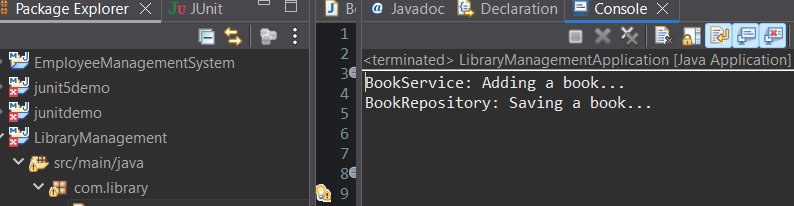 Package Explorer
JUnit
EmployeeManagementSystem
junit5demo
junitdemo
LibraryManagement
src/main/java
com.library
1
2
3
4
5
6
7
8
9
@ Javadoc
Declaration
Console
<terminated> LibraryManagementApplication [Java Application]
BookService: Adding a book...
BookRepository: Saving a book...